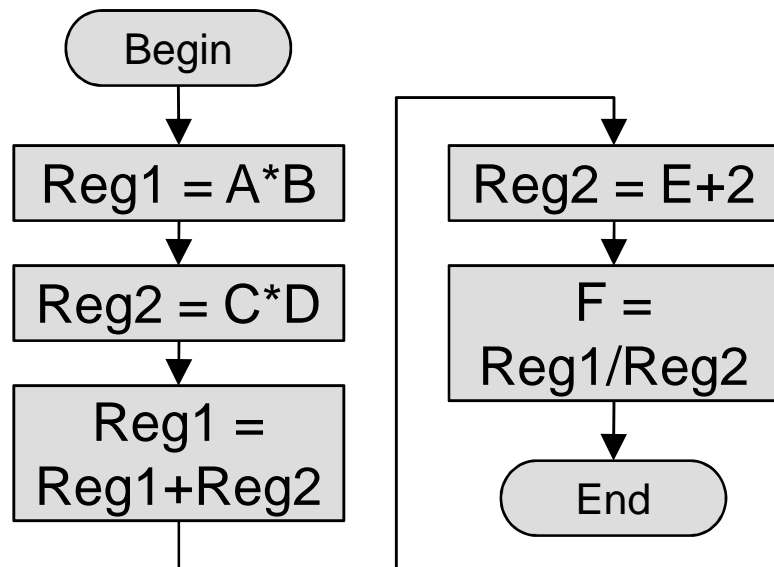 Begin
Reg1 = A*B
Reg2 = C*D
Reg1 =
Reg1+Reg2
Reg2 = E+2
F =
Reg1/Reg2
End